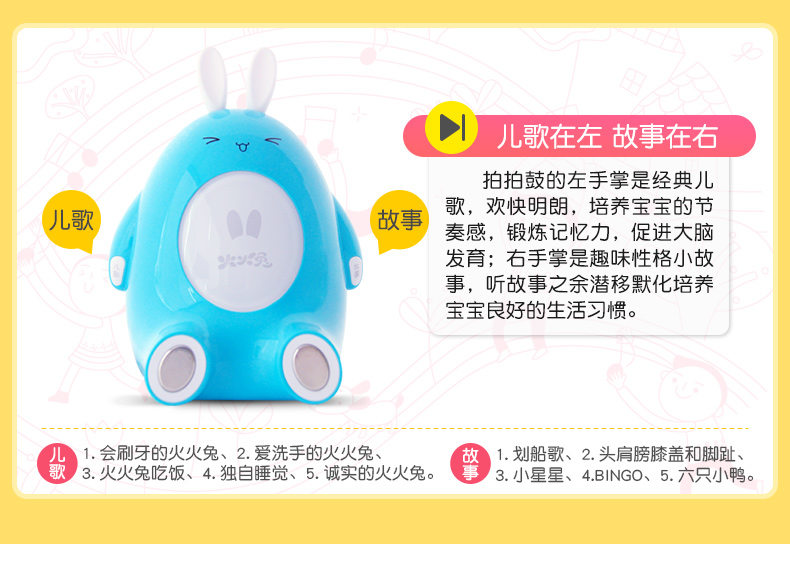 儿歌在左 故事在右
儿歌
故事
拍拍鼓的左手掌是经典儿
歌，欢快明朗，培养宝宝的节
奏感，锻炼记忆力，促进大脑
发育；右手掌是趣味性格小故
事，听故事之余潜移默化培养
宝宝良好的生活习惯。
火火兔
儿歌
1. 会刷牙的火火兔、2. 爱洗手的火火兔、
3. 火火兔吃饭、4. 独自睡觉、5. 诚实的火火兔。
故事
1. 划船歌、2. 头肩膀膝盖和脚趾、
3. 小星星、4.BINGO、5. 六只小鸭。